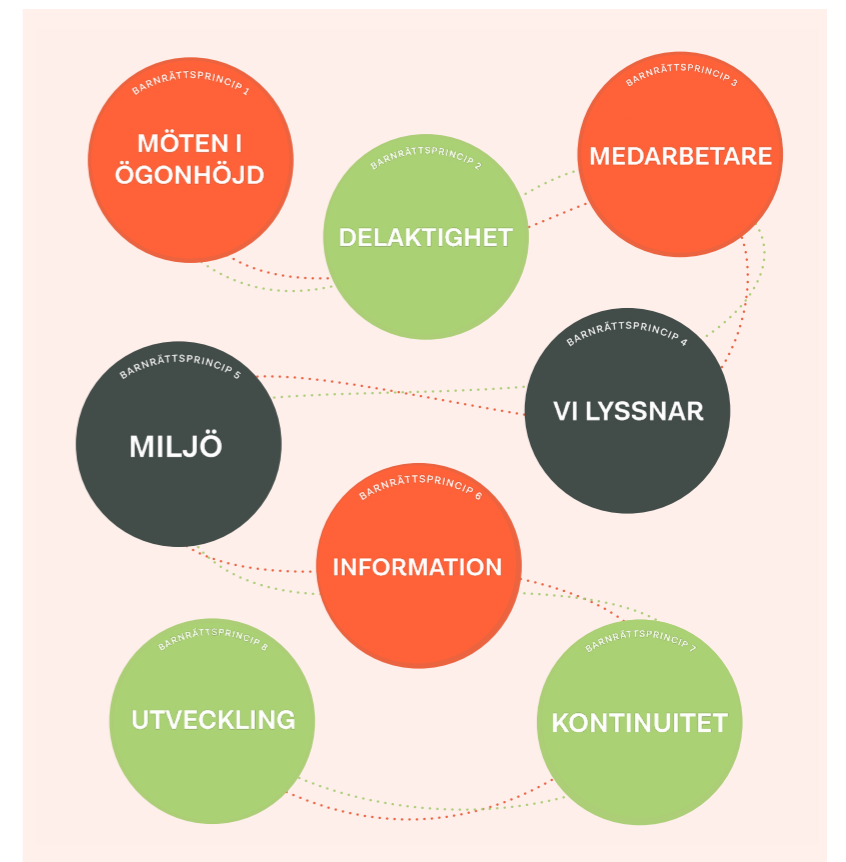 BARNRÄTTSPRINCIP 1
MÖTEN I
ÖGONHÖJD
BARNRÄTTSPRINCIP 2
DELAKTIGHET
BARNRÄTTSPRINCIP 3
MEDARBETARE
BARNRÄTTSPRINCIP 4
VI LYSSNAR
BARNRÄTTSPRINCIP 5
MILJÖ
BARNRÄTTSPRINCIP 6
INFORMATION
BARNRÄTTSPRINCIP 7
KONTINUITET
BARNRÄTTSPRINCIP 8
UTVECKLING